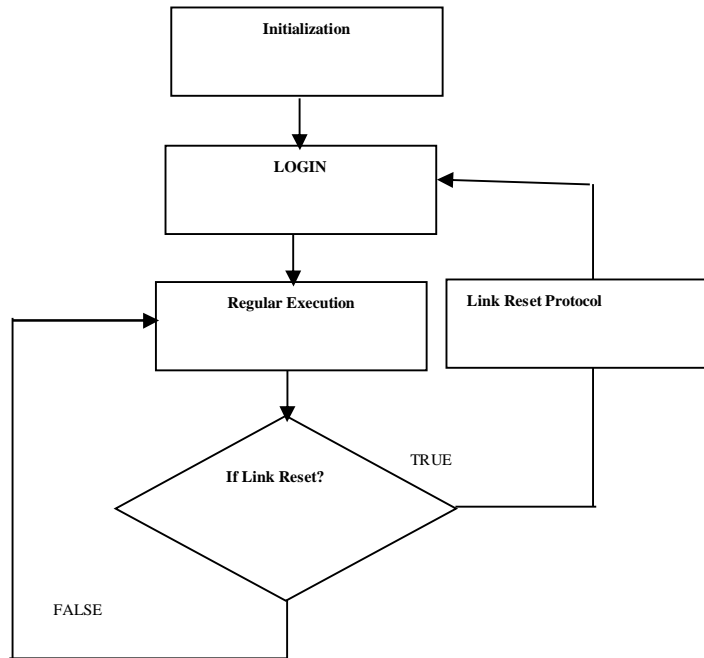 Initialization
LOGIN
Regular Execution
Link Reset Protocol
If Link Reset?
TRUE
FALSE